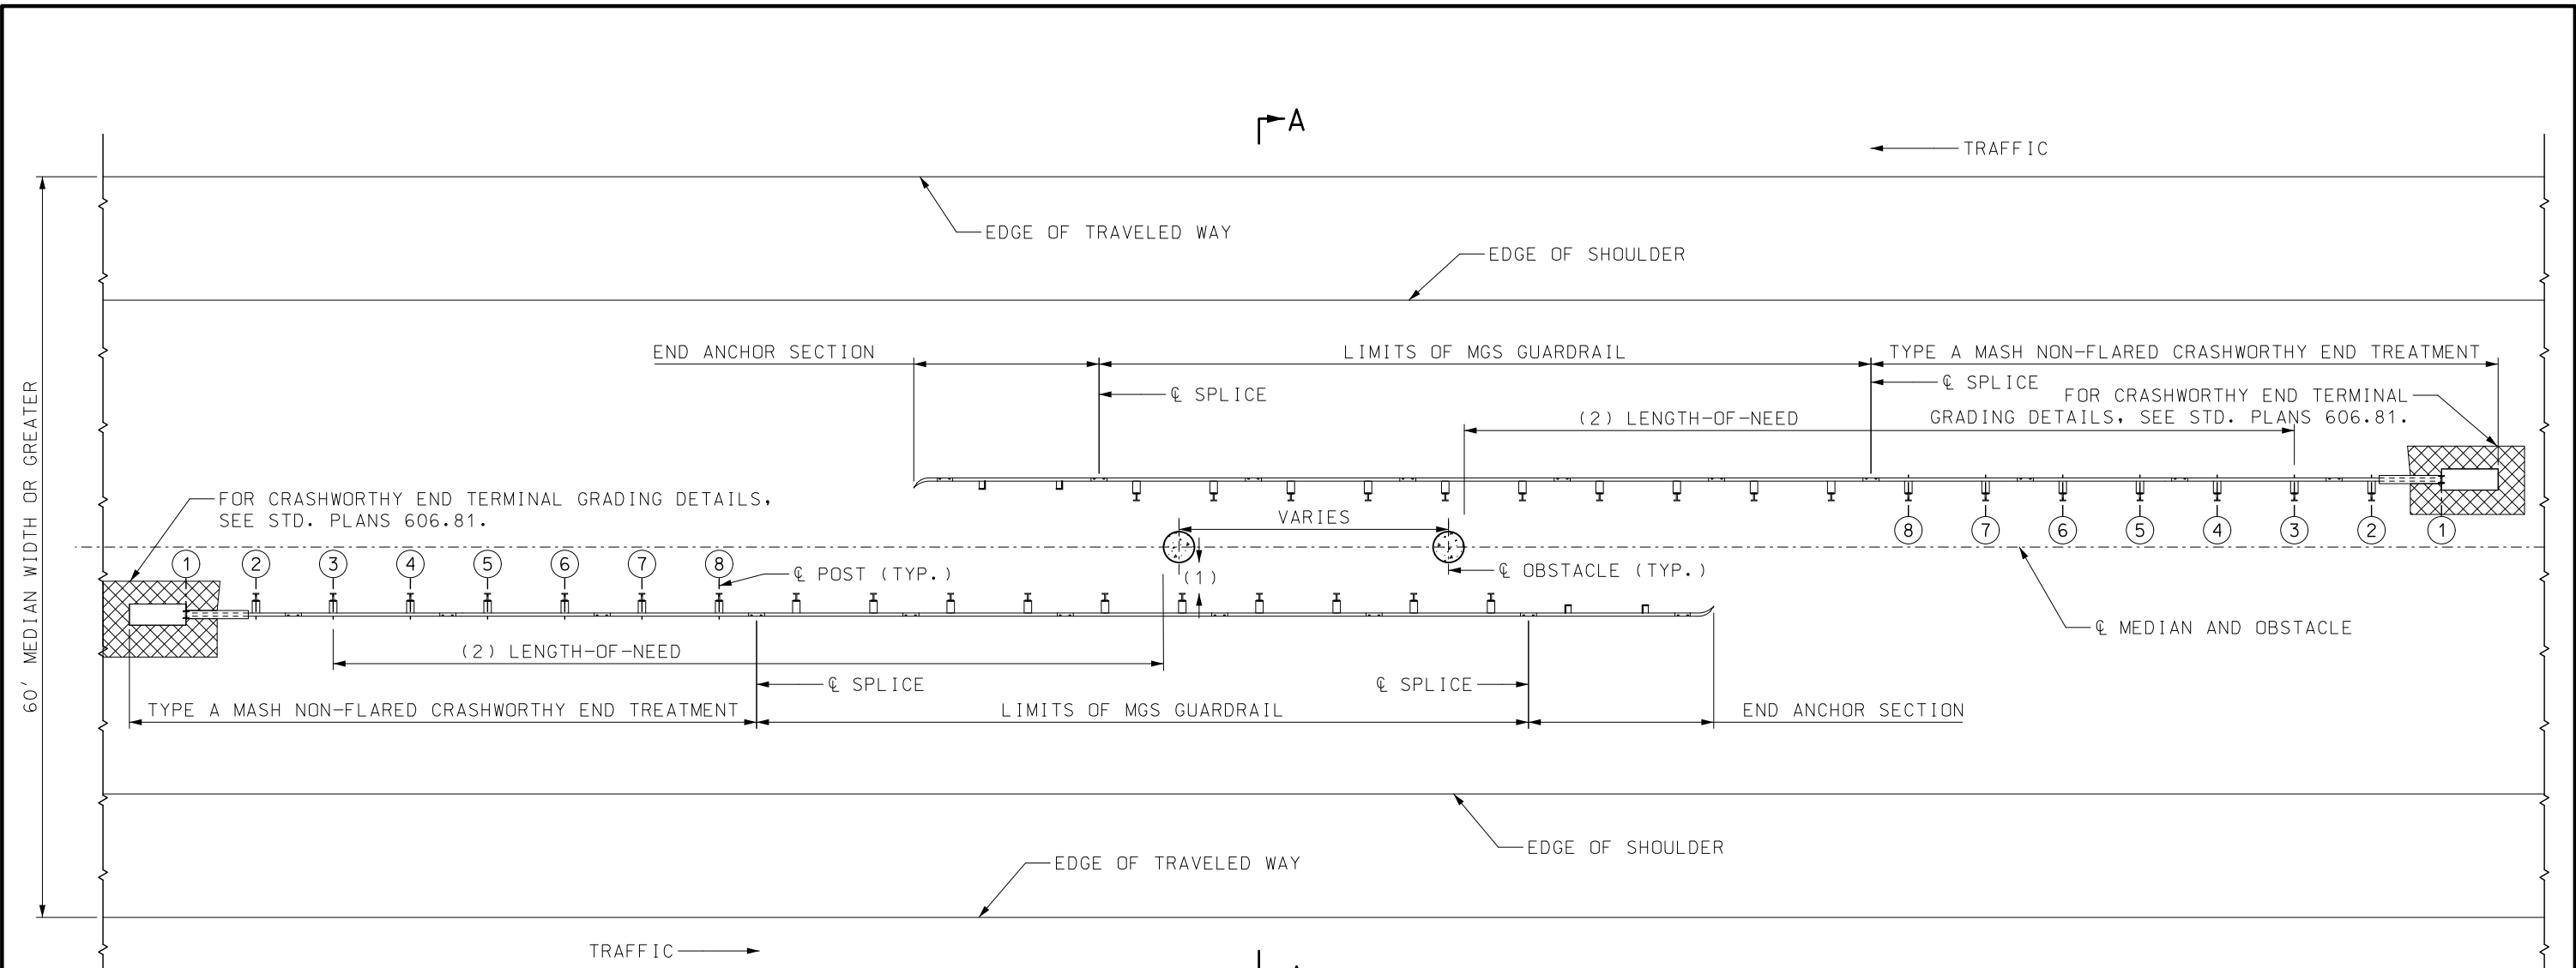 A
TRAFFIC
EDGE OF TRAVELED WAY
EDGE OF SHOULDER
END ANCHOR SECTION
LIMITS OF MGS GUARDRAIL
TYPE A MASH NON-FLARED CRASHWORTHY END TREATMENT
℄ SPLICE
℄ SPLICE
FOR CRASHWORTHY END TERMINAL
GRADING DETAILS, SEE STD. PLANS 606.81.
(2) LENGTH-OF-NEED
60' MEDIAN WIDTH OR GREATER
FOR CRASHWORTHY END TERMINAL GRADING DETAILS,
SEE STD. PLANS 606.81.
VARIES
8 7 6 5 4 3 2 1
1 2 3 4 5 6 7 8
℄ POST (TYP.)
(1)
℄ OBSTACLE (TYP.)
℄ MEDIAN AND OBSTACLE
(2) LENGTH-OF-NEED
℄ SPLICE
℄ SPLICE
TYPE A MASH NON-FLARED CRASHWORTHY END TREATMENT
LIMITS OF MGS GUARDRAIL
END ANCHOR SECTION
EDGE OF SHOULDER
EDGE OF TRAVELED WAY
TRAFFIC